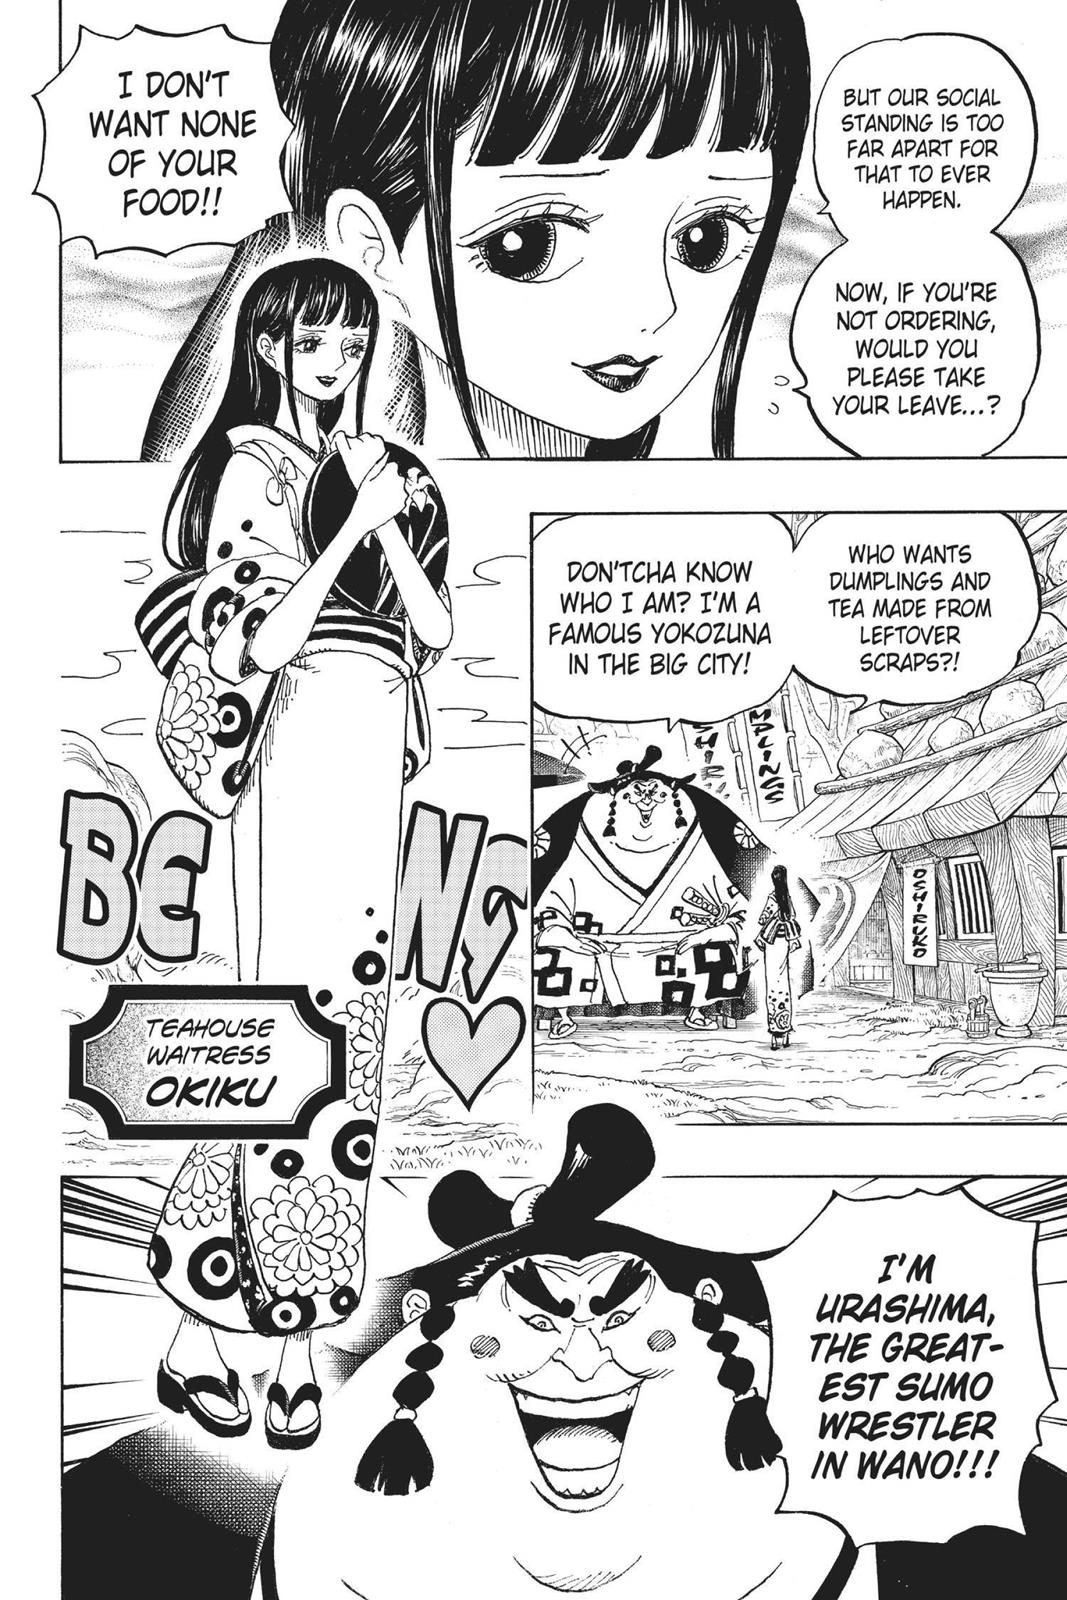 BUT OUR SOCIAL
STANDING IS TOO
FAR APART FOR
THAT TO EVER
HAPPEN.
NOW, IF YOU'RE
NOT ORDERING,
WOULD YOU
PLEASE TAKE
YOUR LEAVE...?
I DON'T
WANT NONE
OF YOUR
FOOD!!
WHO WANTS
DUMPLINGS AND
TEA MADE FROM
LEFTOVER
SCRAPS?!
DON'TCHA KNOW
WHO I AM? I'M A
FAMOUS YOKOZUNA
IN THE BIG CITY!
OSHIRUKO
BE
NG
TEAHOUSE
WAITRESS
OKIKU
I'M
URASHIMA,
THE GREAT-
EST SUMO
WRESTLER
IN WANO!!!